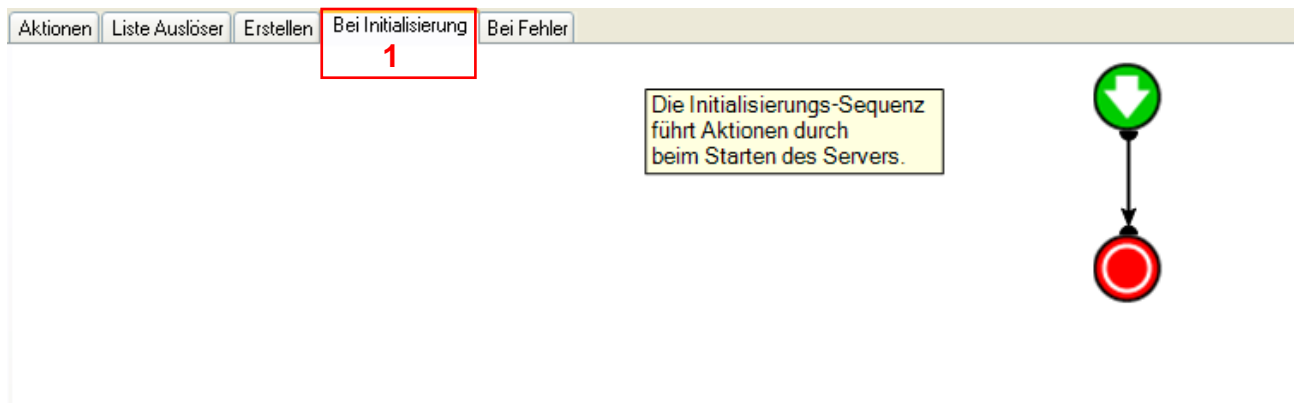 Aktionen Liste Auslöser Erstellen Bei Initialisierung Bei Fehler
1
Die Initialisierungs-Sequenz
führt Aktionen durch
beim Starten des Servers.